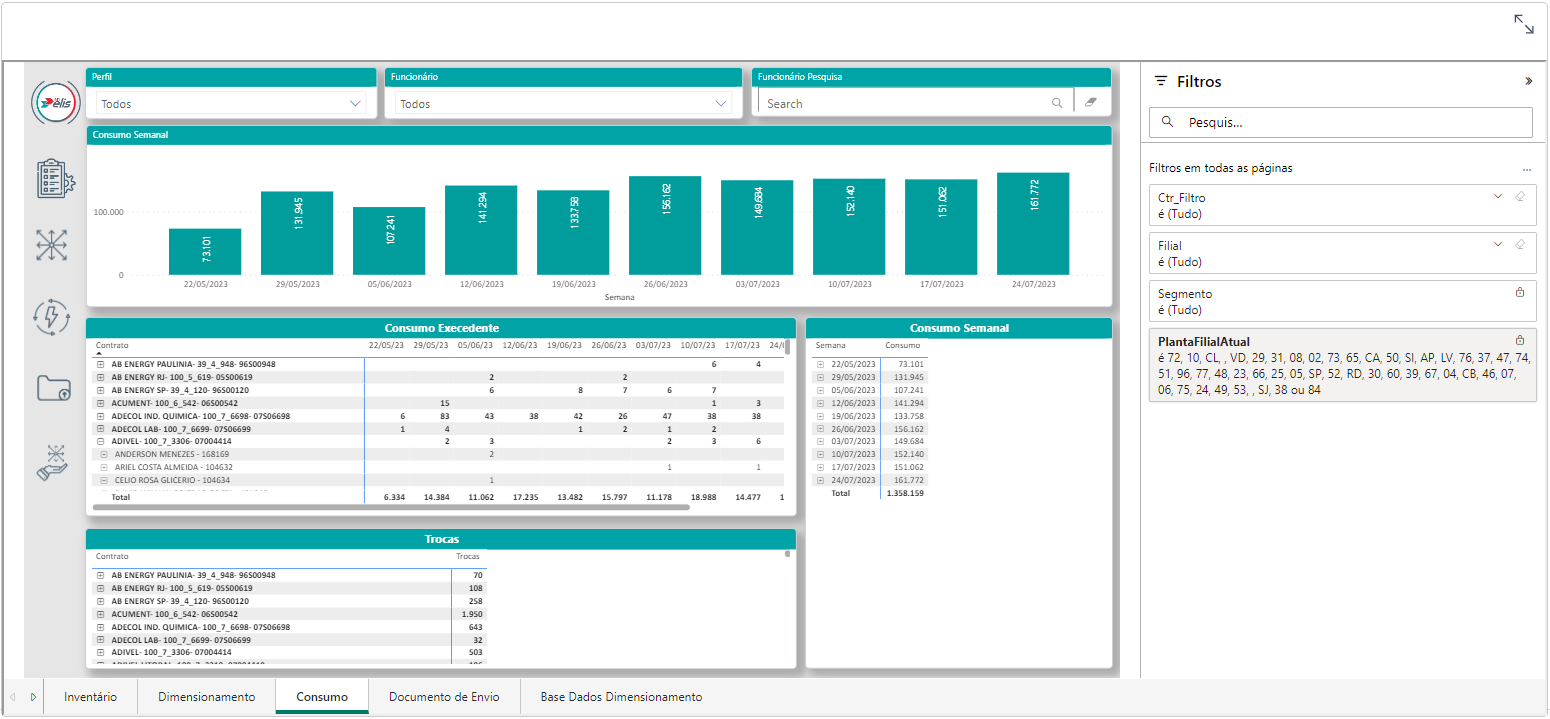 élis
Perfil
Todos
Funcionário
Todos
Funcionário Pesquisa
Search
Consumo Semanal
100.000
0
73.101
131.945
107.241
141.294
133.758
156.162
149.684
152.140
151.062
161.772
22/05/2023 29/05/2023 05/06/2023 12/06/2023 19/06/2023 26/06/2023 03/07/2023 10/07/2023 17/07/2023 24/07/2023
Semana
Consumo Execedente
Contrato 22/05/23 29/05/23 05/06/23 12/06/23 19/06/23 26/06/23 03/07/23 10/07/23 17/07/23 24/(
AB ENERGY PAULINIA- 39_4_948- 96S00948 6 4
AB ENERGY RJ- 100_5_619- 05S00619 2 2
AB ENERGY SP- 39_4_120- 96S00120 6 8 7 6 7
ACUMENT- 100_6_542- 06S00542 15 1 3
ADECOL IND. QUIMICA- 100_7_6698- 07S06698 6 83 43 38 42 26 47 38 38
ADECOL LAB- 100_7_6699- 07S06699 1 4 1 2 1 2
ADIVEL- 100_7_3306- 07004414 2 3 2 3 6
ANDERSON MENEZES - 168169 2
ARIEL COSTA ALMEIDA - 104632 1 1
CELIO ROSA GLICERIO - 104634 1
Total 6.334 14.384 11.062 17.235 13.482 15.797 11.178 18.988 14.477 1
Consumo Semanal
Semana Consumo
22/05/2023 73.101
29/05/2023 131.945
05/06/2023 107.241
12/06/2023 141.294
19/06/2023 133.758
26/06/2023 156.162
03/07/2023 149.684
10/07/2023 152.140
17/07/2023 151.062
24/07/2023 161.772
Total 1.358.159
Trocas
Contrato Trocas
AB ENERGY PAULINIA- 39_4_948- 96S00948 70
AB ENERGY RJ- 100_5_619- 05S00619 108
AB ENERGY SP- 39_4_120- 96S00120 258
ACUMENT- 100_6_542- 06S00542 1.950
ADECOL IND. QUIMICA- 100_7_6698- 07S06698 643
ADECOL LAB- 100_7_6699- 07S06699 32
ADIVEL- 100_7_3306- 07004414 503
Filtros
Pesquis...
Filtros em todas as páginas
...
Ctr_Filtro
é (Tudo)
Filial
é (Tudo)
Segmento
é (Tudo)
PlantaFilialAtual
é 72, 10, CL, , VD, 29, 31, 08, 02, 73, 65, CA, 50, SI, AP, LV, 76, 37, 47, 74,
51, 96, 77, 48, 23, 66, 25, 05, SP, 52, RD, 30, 60, 39, 67, 04, CB, 46, 07,
06, 75, 24, 49, 53, , SJ, 38 ou 84
Inventário
Dimensionamento
Consumo
Documento de Envio
Base Dados Dimensionamento